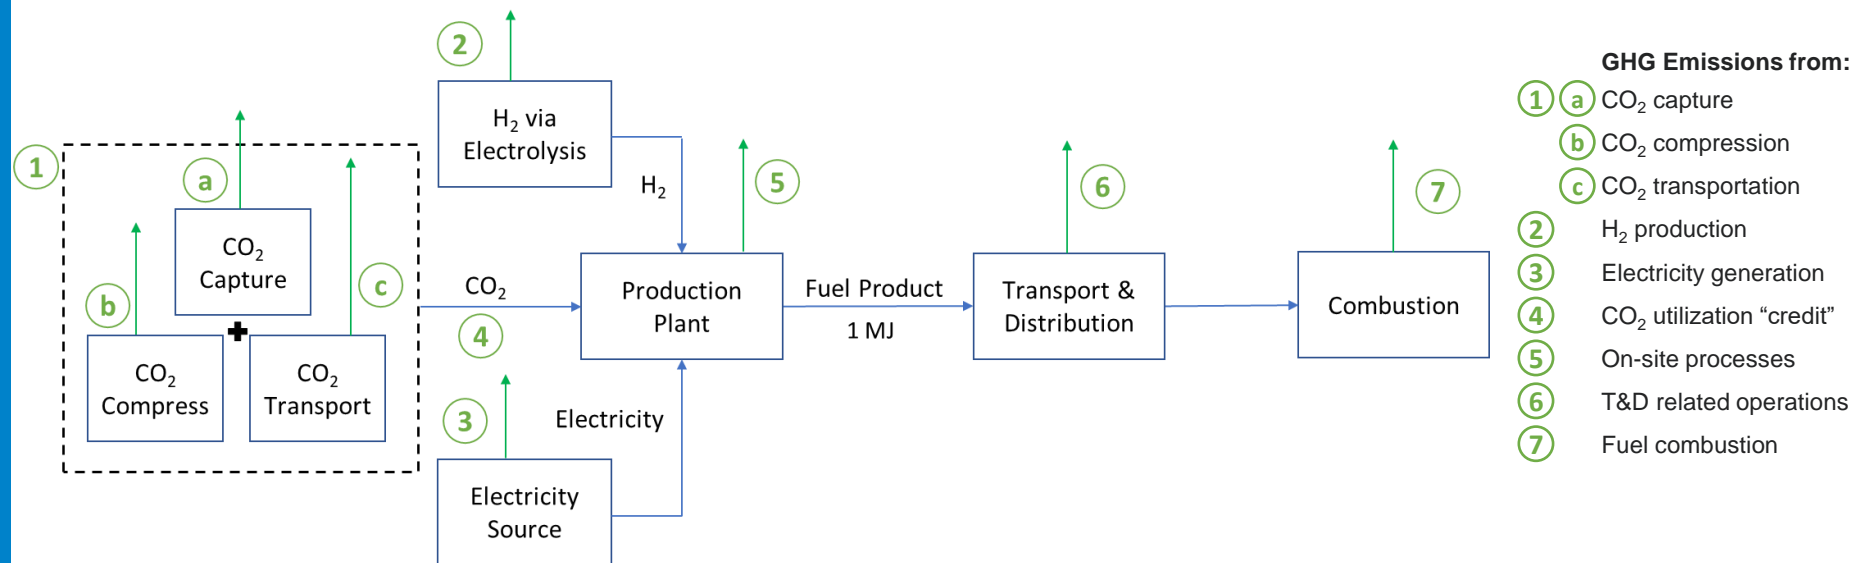 1
a
CO₂
Capture
b
CO₂
Compress
c
CO₂
Transport
2
H₂ via
Electrolysis
H₂
CO₂
4
3
Electricity
Electricity
Source
5
Production
Plant
Fuel Product
1 MJ
6
Transport &
Distribution
7
Combustion
GHG Emissions from:
1 a CO₂ capture
b CO₂ compression
c CO₂ transportation
2 H₂ production
3 Electricity generation
4 CO₂ utilization “credit”
5 On-site processes
6 T&D related operations
7 Fuel combustion